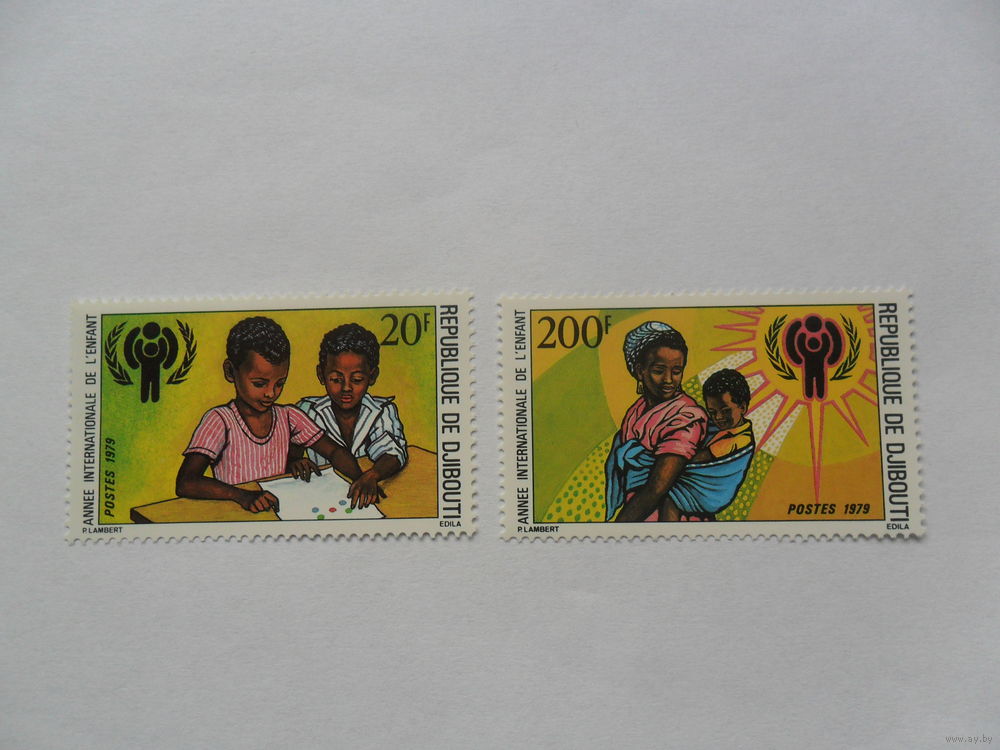 ANNEE INTERNATIONALE DE L'ENFANT
POSTES 1979
20F
REPUBLIQUE DE DJIBOUTI
P. LAMBERT
EDILA
ANNEE INTERNATIONALE DE L'ENFANT
200F
REPUBLIQUE DE DJIBOUTI
POSTES 1979
P. LAMBERT
EDILA
www.ay.by